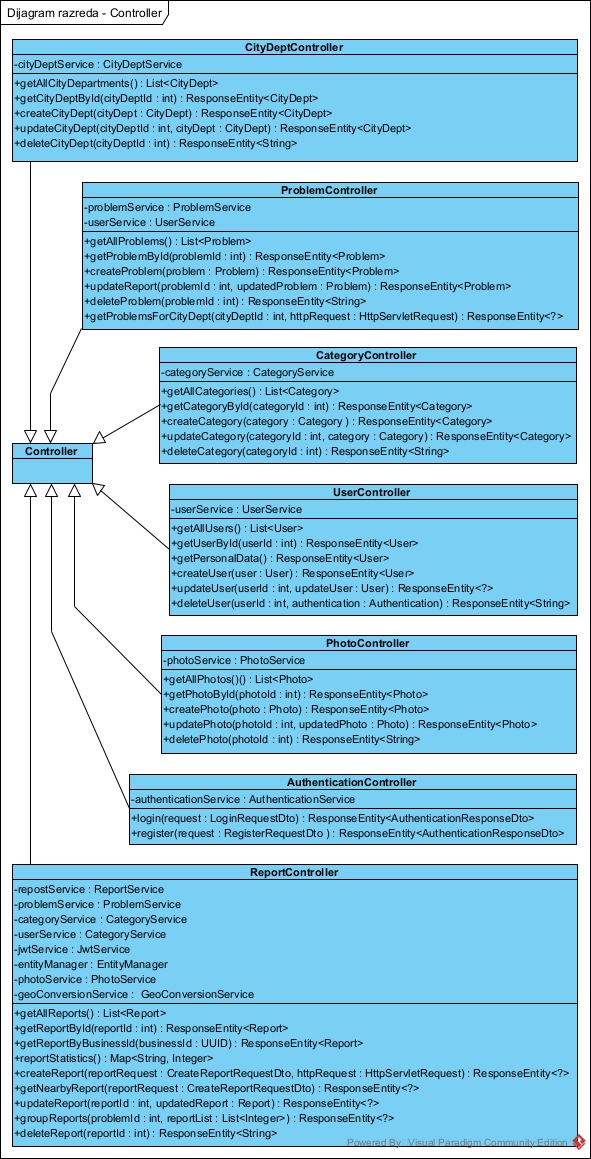 Dijagram razreda - Controller
CityDeptController
-cityDeptService : CityDeptService
+getAllCityDepartments() : List<CityDept>
+getCityDeptById(cityDeptId : int) : ResponseEntity<CityDept>
+createCityDept(cityDept : CityDept) : ResponseEntity<CityDept>
+updateCityDept(cityDeptId : int, cityDept : CityDept) : ResponseEntity<CityDept>
+deleteCityDept(cityDeptId : int) : ResponseEntity<String>
ProblemController
-problemService : ProblemService
-userService : UserService
+getAllProblems() : List<Problem>
+getProblemById(problemId : int) : ResponseEntity<Problem>
+createProblem(problem : Problem) : ResponseEntity<Problem>
+updateReport(problemId : int, updatedProblem : Problem) : ResponseEntity<Problem>
+deleteProblem(problemId : int) : ResponseEntity<String>
+getProblemsForCityDept(cityDeptId : int, httpRequest : HttpServletRequest) : ResponseEntity<?>
CategoryController
-categoryService : CategoryService
+getAllCategories() : List<Category>
+getCategoryById(categoryId : int) : ResponseEntity<Category>
+createCategory(category : Category ) : ResponseEntity<Category>
+updateCategory(categoryId : int, category : Category) : ResponseEntity<Category>
+deleteCategory(categoryId : int) : ResponseEntity<String>
Controller
UserController
-userService : UserService
+getAllUsers() : List<User>
+getUserById(userId : int) : ResponseEntity<User>
+getPersonalData() : ResponseEntity<User>
+createUser(user : User) : ResponseEntity<User>
+updateUser(userId : int, updateUser : User) : ResponseEntity<?>
+deleteUser(userId : int, authentication : Authentication) : ResponseEntity<String>
PhotoController
-photoService : PhotoService
+getAllPhotos()() : List<Photo>
+getPhotoById(photoId : int) : ResponseEntity<Photo>
+createPhoto(photo : Photo) : ResponseEntity<Photo>
+updatePhoto(photoId : int, updatedPhoto : Photo) : ResponseEntity<Photo>
+deletePhoto(photoId : int) : ResponseEntity<String>
AuthenticationController
-authenticationService : AuthenticationService
+login(request : LoginRequestDto) : ResponseEntity<AuthenticationResponseDto>
+register(request : RegisterRequestDto ) : ResponseEntity<AuthenticationResponseDto>
ReportController
-repostService : ReportService
-problemService : ProblemService
-categoryService : CategoryService
-userService : CategoryService
-jwtService : JwtService
-entityManager : EntityManager
-photoService : PhotoService
-geoConversionService : GeoConversionService
+getAllReports() : List<Report>
+getReportById(reportId : int) : ResponseEntity<Report>
+getReportByBusinessId(businessId : UUID) : ResponseEntity<Report>
+reportStatistics() : Map<String, Integer>
+createReport(reportRequest : CreateReportRequestDto, httpRequest : HttpServletRequest) : ResponseEntity<?>
+getNearbyReport(reportRequest : CreateReportRequestDto) : ResponseEntity<?>
+updateReport(reportId : int, updatedReport : Report) : ResponseEntity<?>
+groupReports(problemId : int, reportList : List<Integer>) : ResponseEntity<?>
+deleteReport(reportId : int) : ResponseEntity<String>
Powered By Visual Paradigm Community Edition